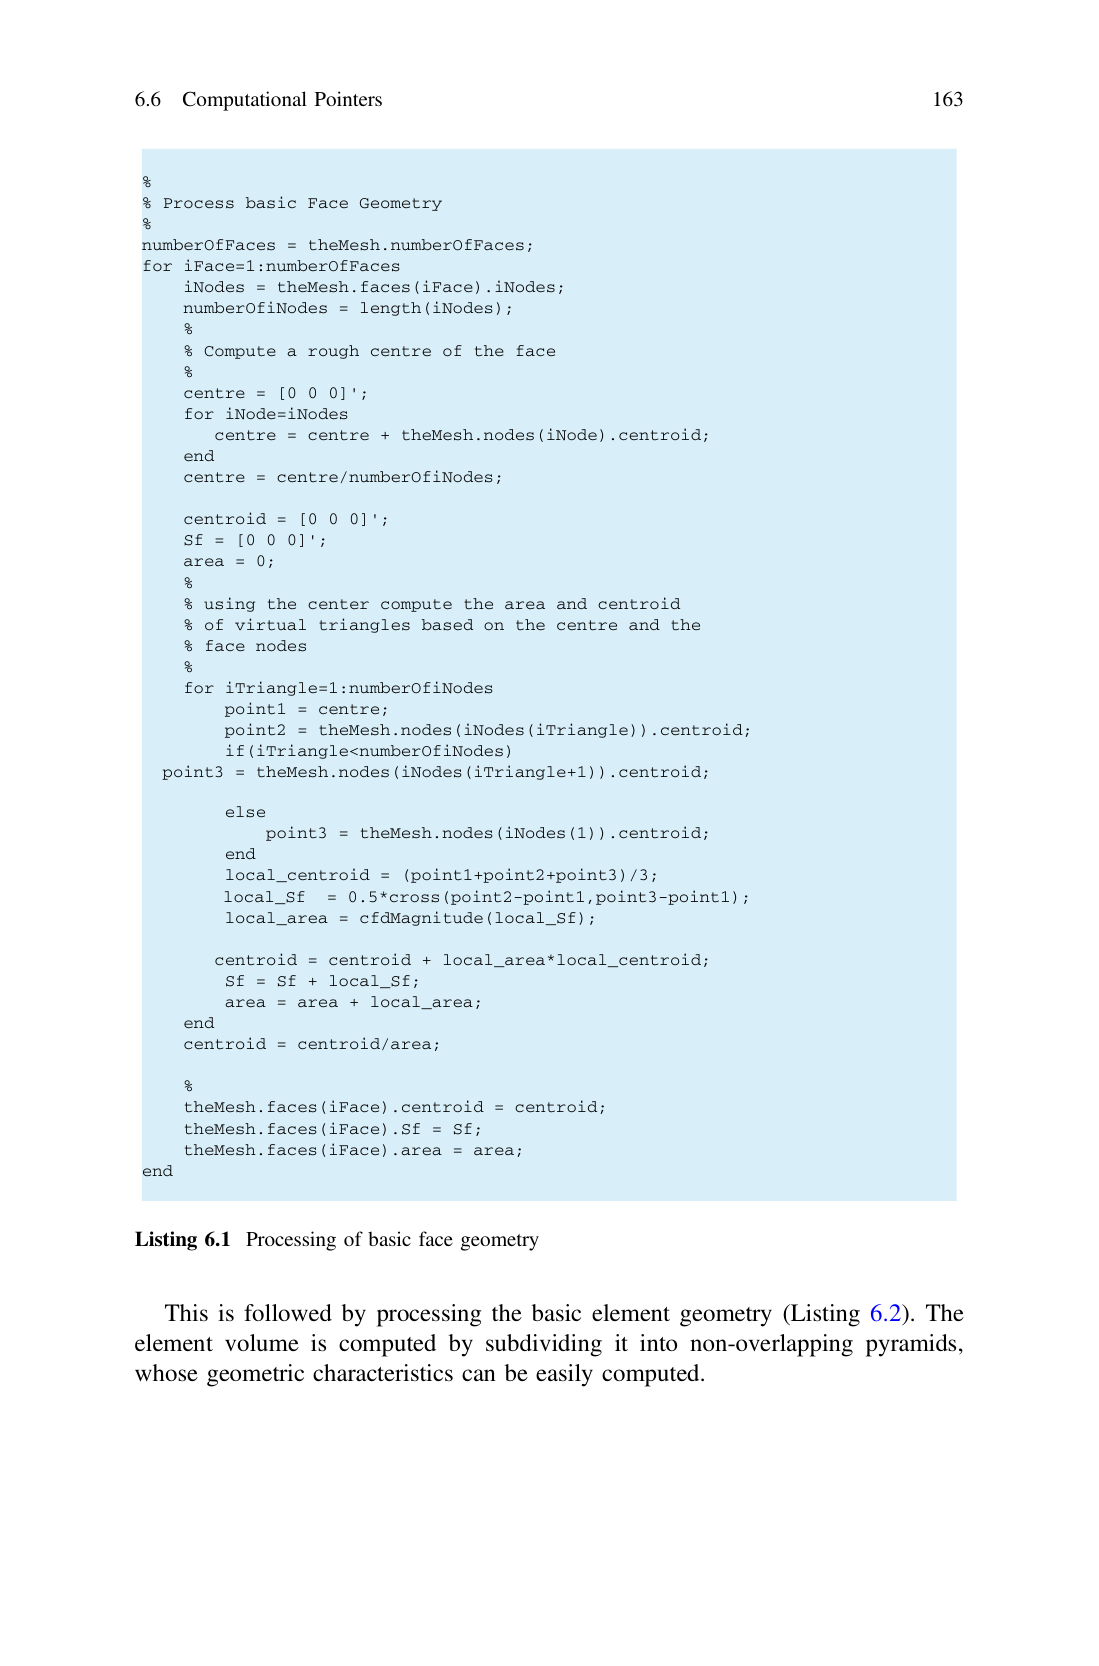 6.6 Computational Pointers 163
%
% Process basic Face Geometry
%
numberOfFaces = theMesh.numberOfFaces;
for iFace=1:numberOfFaces
    iNodes = theMesh.faces(iFace).iNodes;
    numberOfiNodes = length(iNodes);
    %
    % Compute a rough centre of the face
    %
    centre = [0 0 0]';
    for iNode=iNodes
       centre = centre + theMesh.nodes(iNode).centroid;
    end
    centre = centre/numberOfiNodes;

    centroid = [0 0 0]';
    Sf = [0 0 0]';
    area = 0;
    %
    % using the center compute the area and centroid
    % of virtual triangles based on the centre and the
    % face nodes
    %
    for iTriangle=1:numberOfiNodes
        point1 = centre;
        point2 = theMesh.nodes(iNodes(iTriangle)).centroid;
        if(iTriangle<numberOfiNodes)
  point3 = theMesh.nodes(iNodes(iTriangle+1)).centroid;

        else
            point3 = theMesh.nodes(iNodes(1)).centroid;
        end
        local_centroid = (point1+point2+point3)/3;
        local_Sf  = 0.5*cross(point2-point1,point3-point1);
        local_area = cfdMagnitude(local_Sf);

       centroid = centroid + local_area*local_centroid;
        Sf = Sf + local_Sf;
        area = area + local_area;
    end
    centroid = centroid/area;

    %
    theMesh.faces(iFace).centroid = centroid;
    theMesh.faces(iFace).Sf = Sf;
    theMesh.faces(iFace).area = area;
end
Listing 6.1 Processing of basic face geometry
This is followed by processing the basic element geometry (Listing 6.2). The
element volume is computed by subdividing it into non-overlapping pyramids,
whose geometric characteristics can be easily computed.